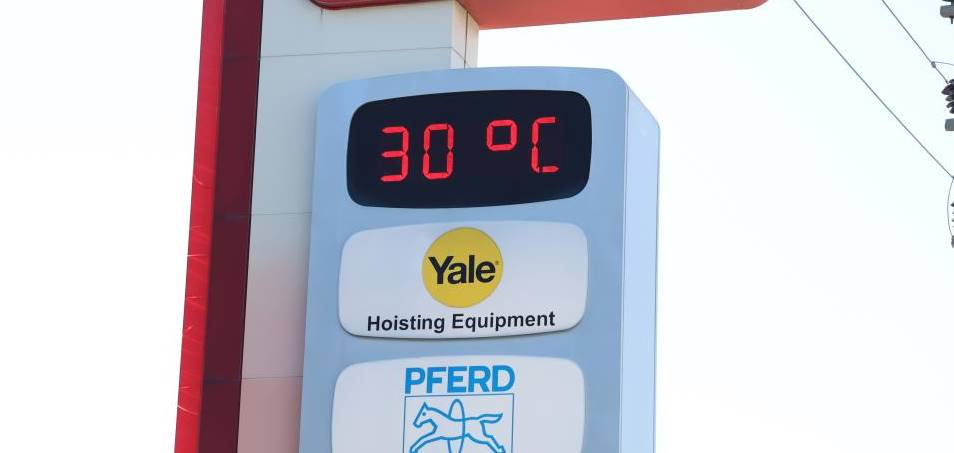 30 °C
Yale
Hoisting Equipment
PFERD